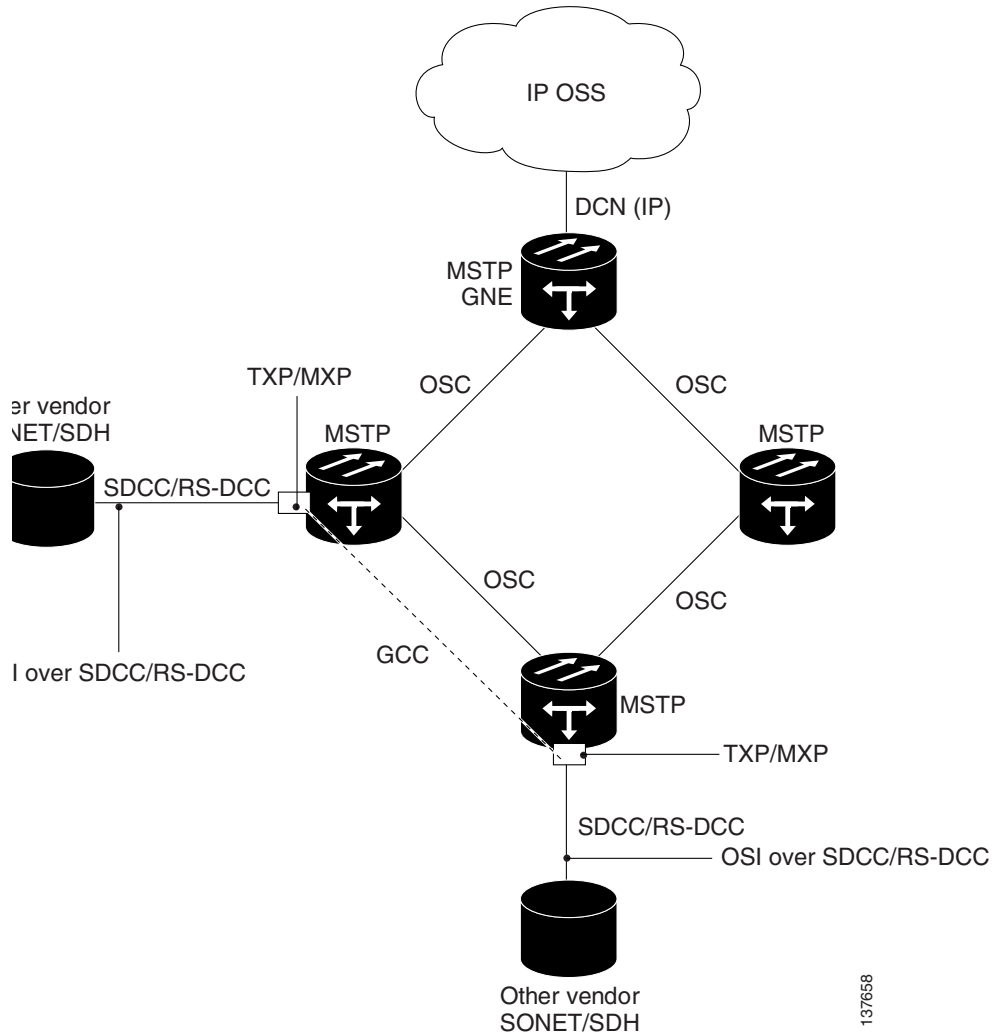 IP OSS
DCN (IP)
MSTP
GNE
OSC
OSC
TXP/MXP
er vendor
NET/SDH
MSTP
MSTP
SDCC/RS-DCC
OSC
OSC
GCC
I over SDCC/RS-DCC
MSTP
TXP/MXP
SDCC/RS-DCC
OSI over SDCC/RS-DCC
Other vendor
SONET/SDH
137658